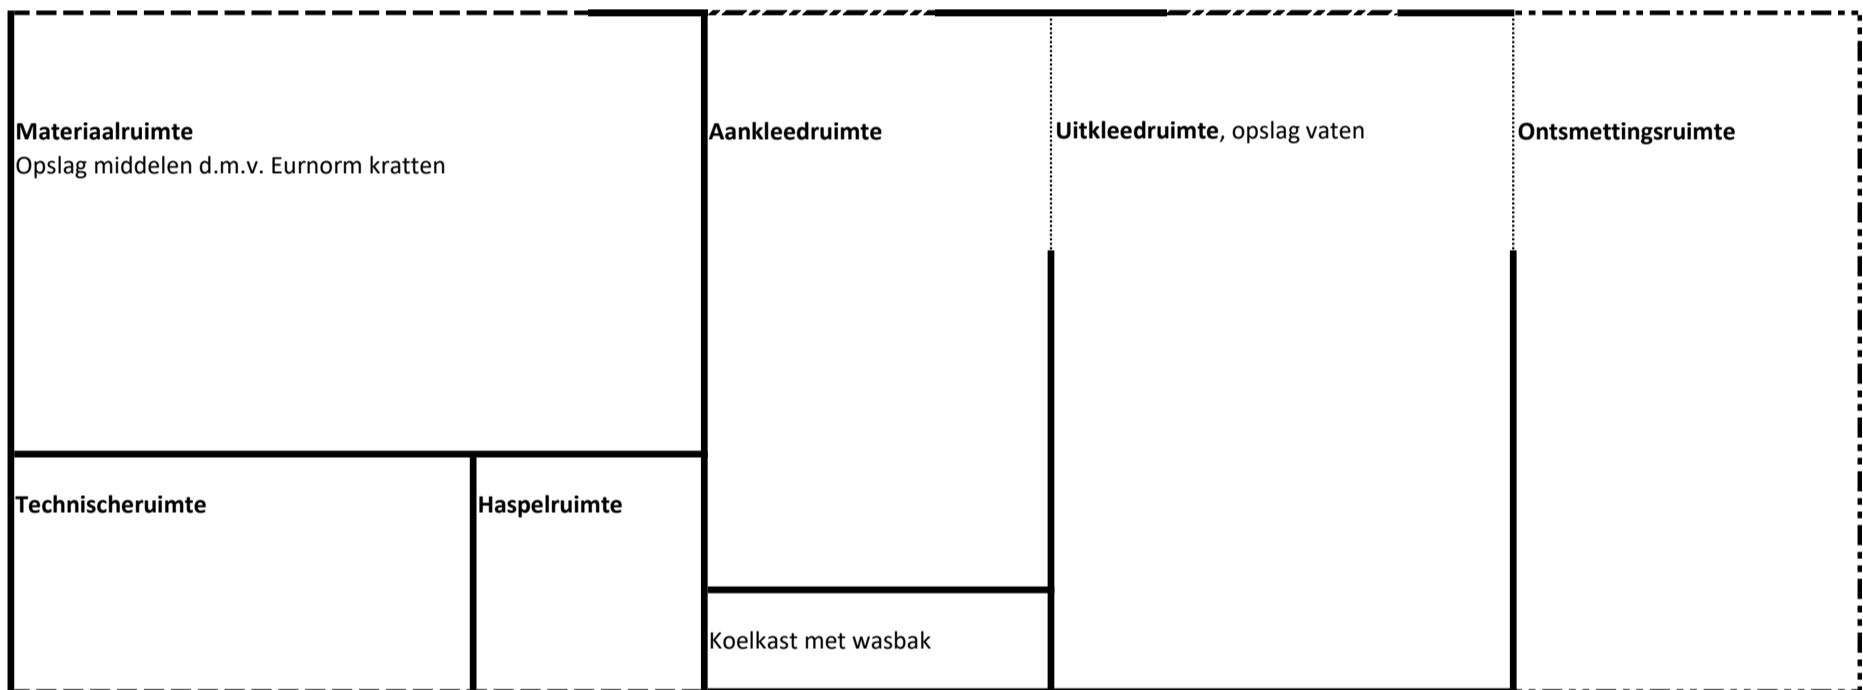 Materiaalruimte
Opslag middelen d.m.v. Eurnorm kratten
Aankleedruimte
Uitkleedruimte, opslag vaten
Ontsmettingsruimte
Technischeruimte
Haspelruimte
Koelkast met wasbak